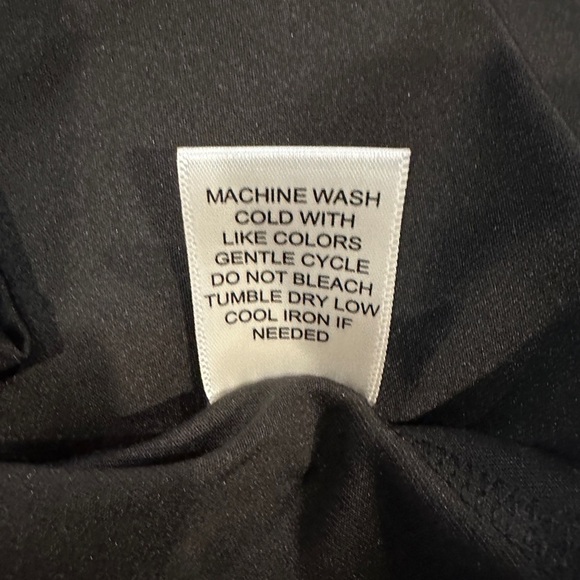 MACHINE WASH
COLD WITH
LIKE COLORS
GENTLE CYCLE
DO NOT BLEACH
TUMBLE DRY LOW
COOL IRON IF
NEEDED